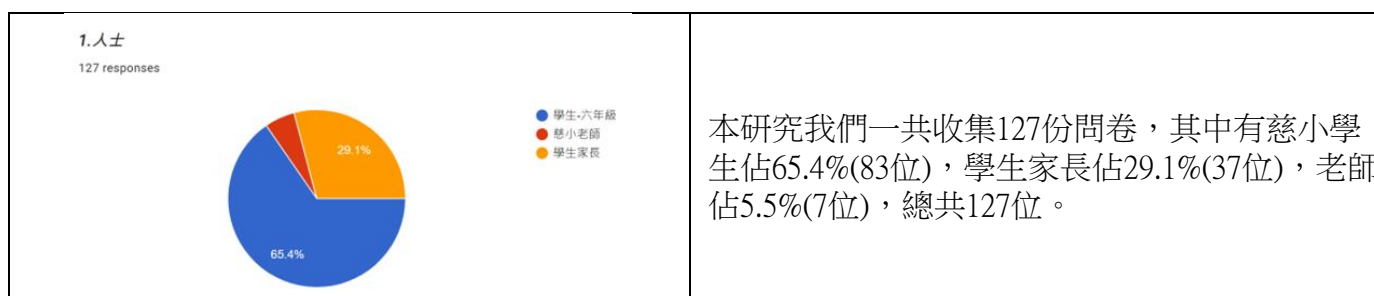 1.人士
127 responses
學生-六年級
慈小老師
學生家長
29.1%
65.4%
本研究我們一共收集127份問卷，其中有慈小學
生佔65.4%(83位)，學生家長佔29.1%(37位)，老師
佔5.5%(7位)，總共127位。